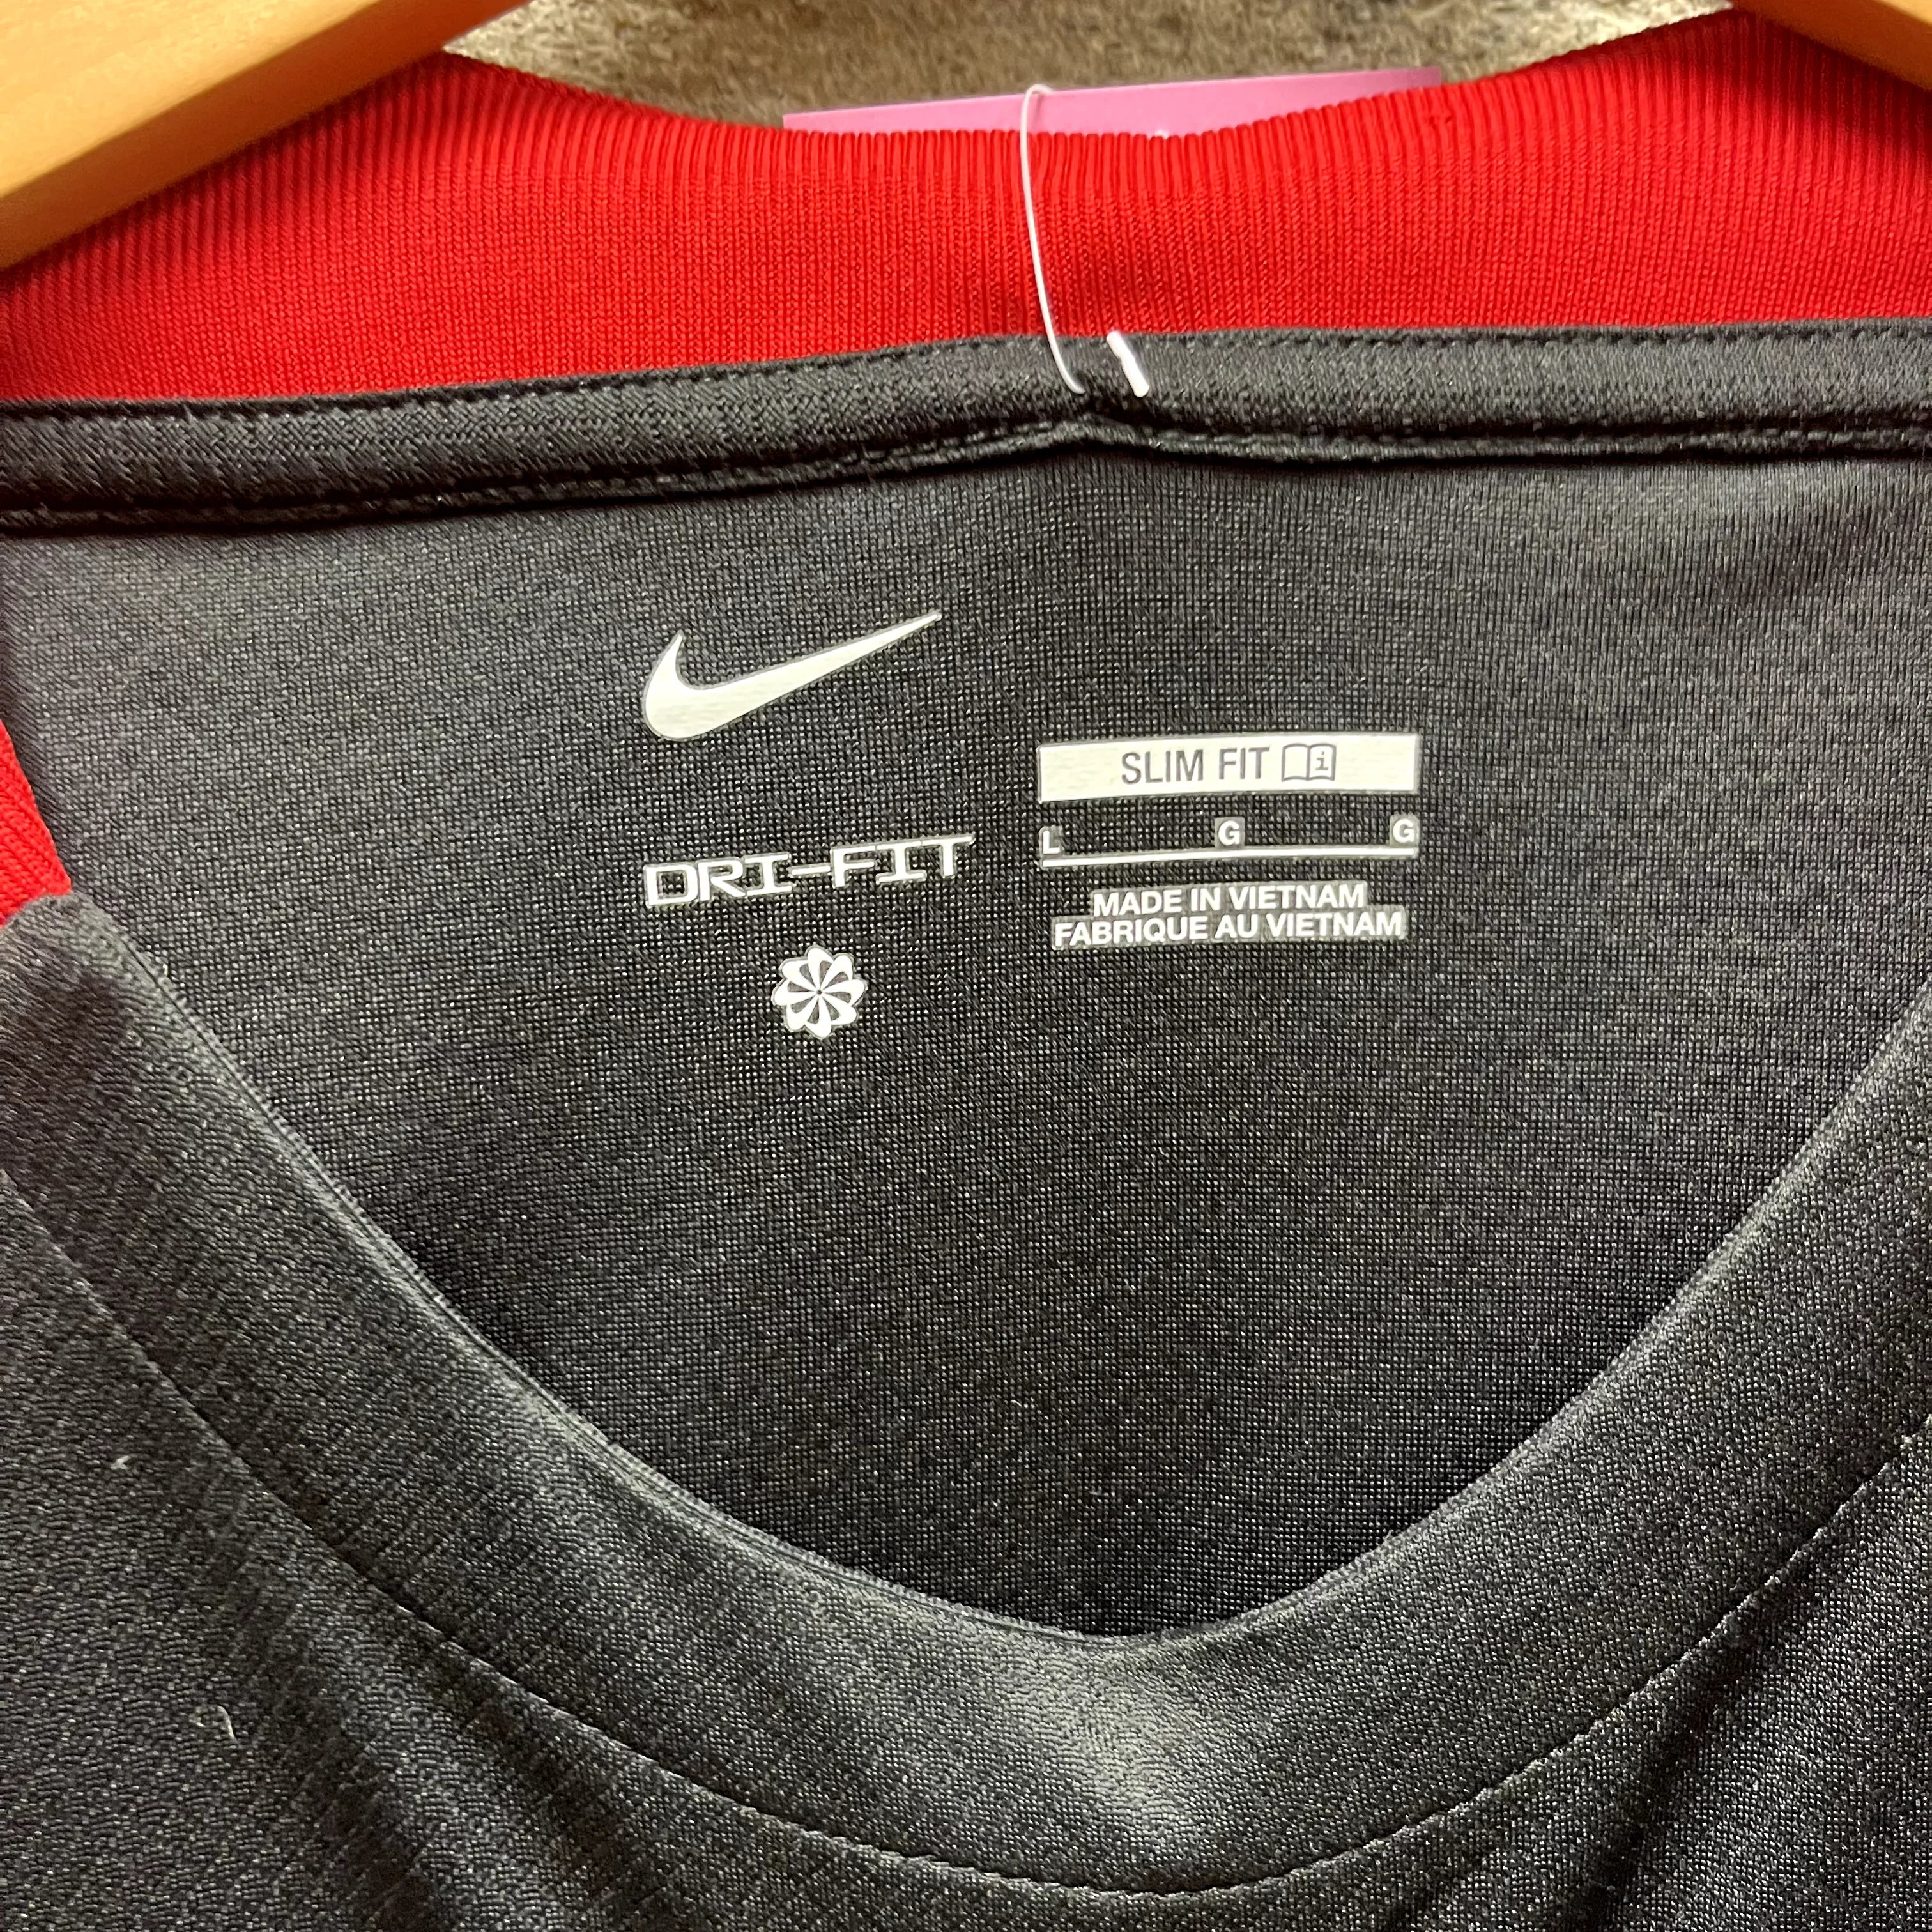 SLIM FIT
L G G
DRI-FIT
MADE IN VIETNAM
FABRIQUE AU VIETNAM